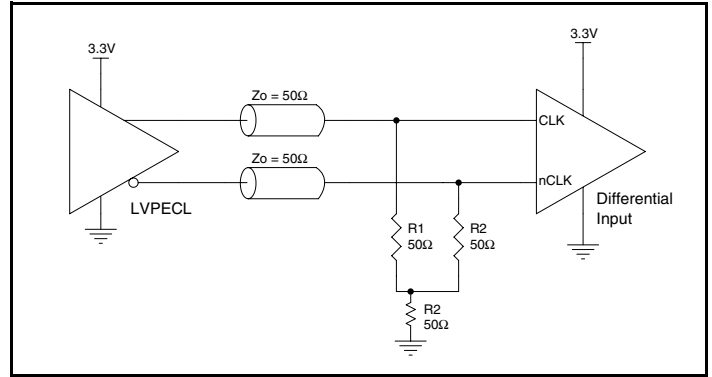 3.3V
3.3V
Zo = 50Ω
CLK
Zo = 50Ω
nCLK
LVPECL
Differential
Input
R1
50Ω
R2
50Ω
R2
50Ω